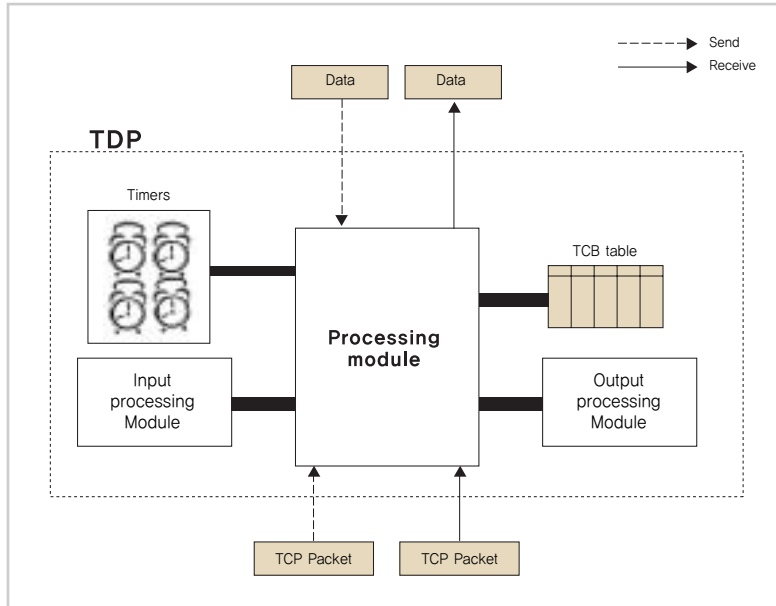 Send
Receive
Data
Data
TDP
Timers
TCB table
Processing
module
Input
processing
Module
Output
processing
Module
TCP Packet
TCP Packet